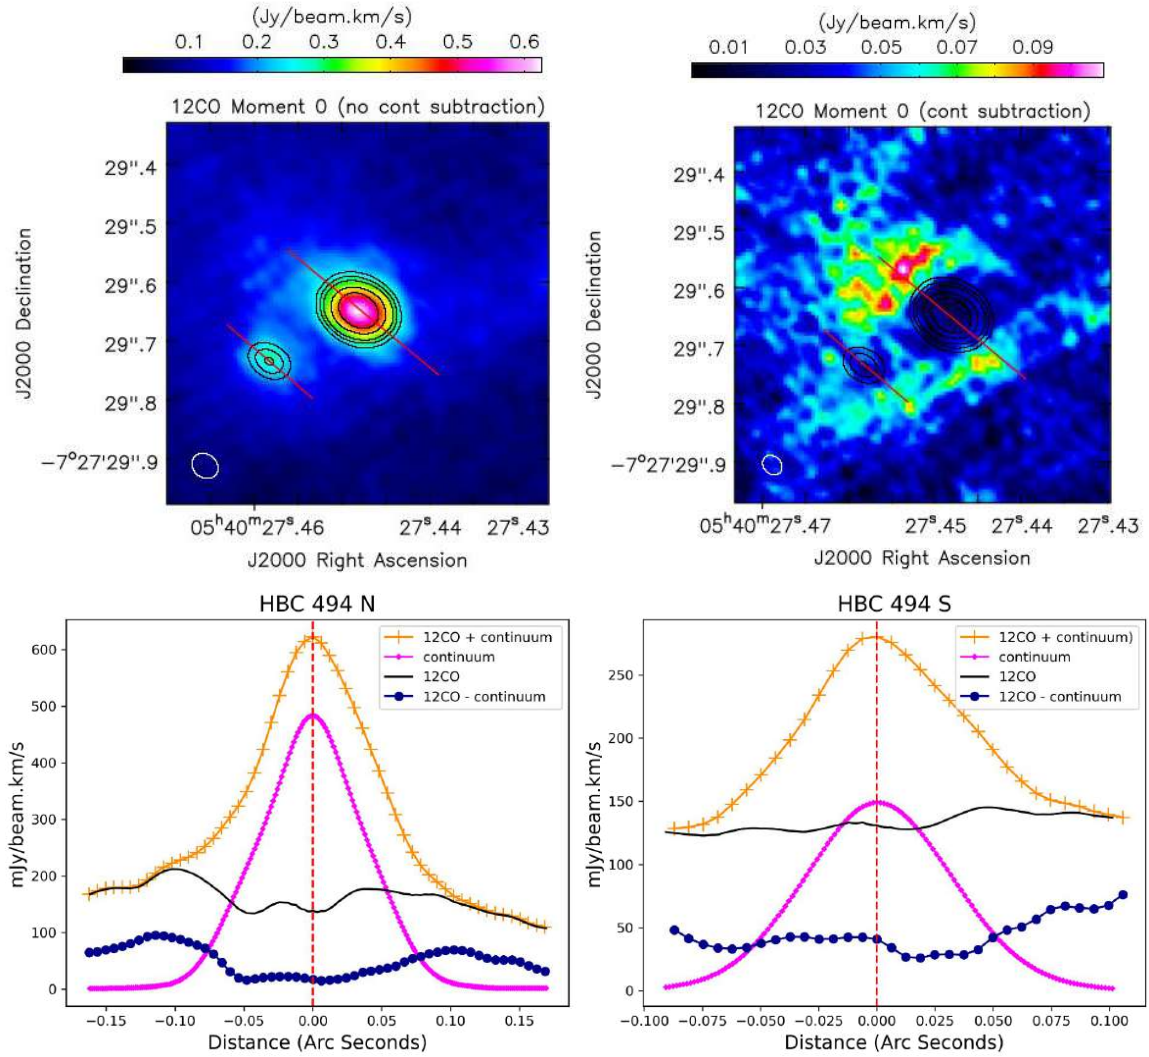 (Jy/beam.km/s)
0.1 0.2 0.3 0.4 0.5 0.6
12CO Moment 0 (no cont subtraction)
J2000 Declination
29".4
29".5
29".6
29".7
29".8
−7°27'29".9
05ʰ40ᵐ27ˢ.46 27ˢ.44 27ˢ.43
J2000 Right Ascension
(Jy/beam.km/s)
0.01 0.03 0.05 0.07 0.09
12CO Moment 0 (cont subtraction)
J2000 Declination
29".4
29".5
29".6
29".7
29".8
−7°27'29".9
05ʰ40ᵐ27ˢ.47 27ˢ.45 27ˢ.44 27ˢ.43
J2000 Right Ascension
HBC 494 N
mJy/beam.km/s
600
500
400
300
200
100
0
12CO + continuum
continuum
12CO
12CO - continuum
−0.15 −0.10 −0.05 0.00 0.05 0.10 0.15
Distance (Arc Seconds)
HBC 494 S
mJy/beam.km/s
250
200
150
100
50
0
12CO + continuum)
continuum
12CO
12CO - continuum
−0.100 −0.075 −0.050 −0.025 0.000 0.025 0.050 0.075 0.100
Distance (Arc Seconds)